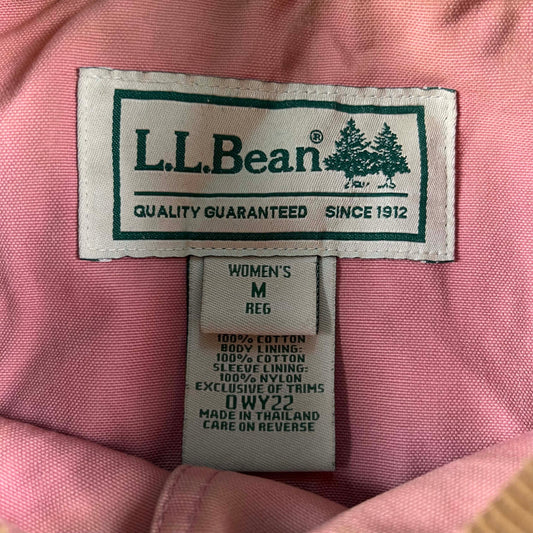 L.L.Bean®
QUALITY GUARANTEED SINCE 1912
WOMEN'S
M
REG
100% COTTON
BODY LINING:
100% COTTON
SLEEVE LINING:
100% NYLON
EXCLUSIVE OF TRIMS
0WY22
MADE IN THAILAND
CARE ON REVERSE